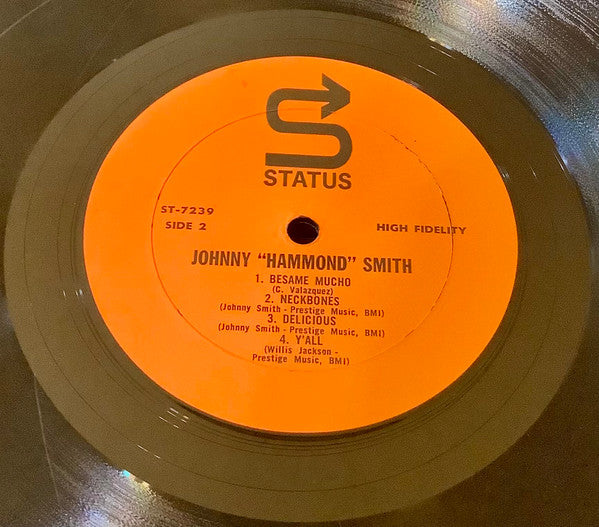 STATUS
ST-7239
SIDE 2
HIGH FIDELITY
JOHNNY “HAMMOND” SMITH
1. BESAME MUCHO
(C. Valazquez)
2. NECKBONES
(Johnny Smith - Prestige Music, BMI)
3. DELICIOUS
(Johnny Smith - Prestige Music, BMI)
4. Y'ALL
(Willis Jackson -
Prestige Music, BMI)